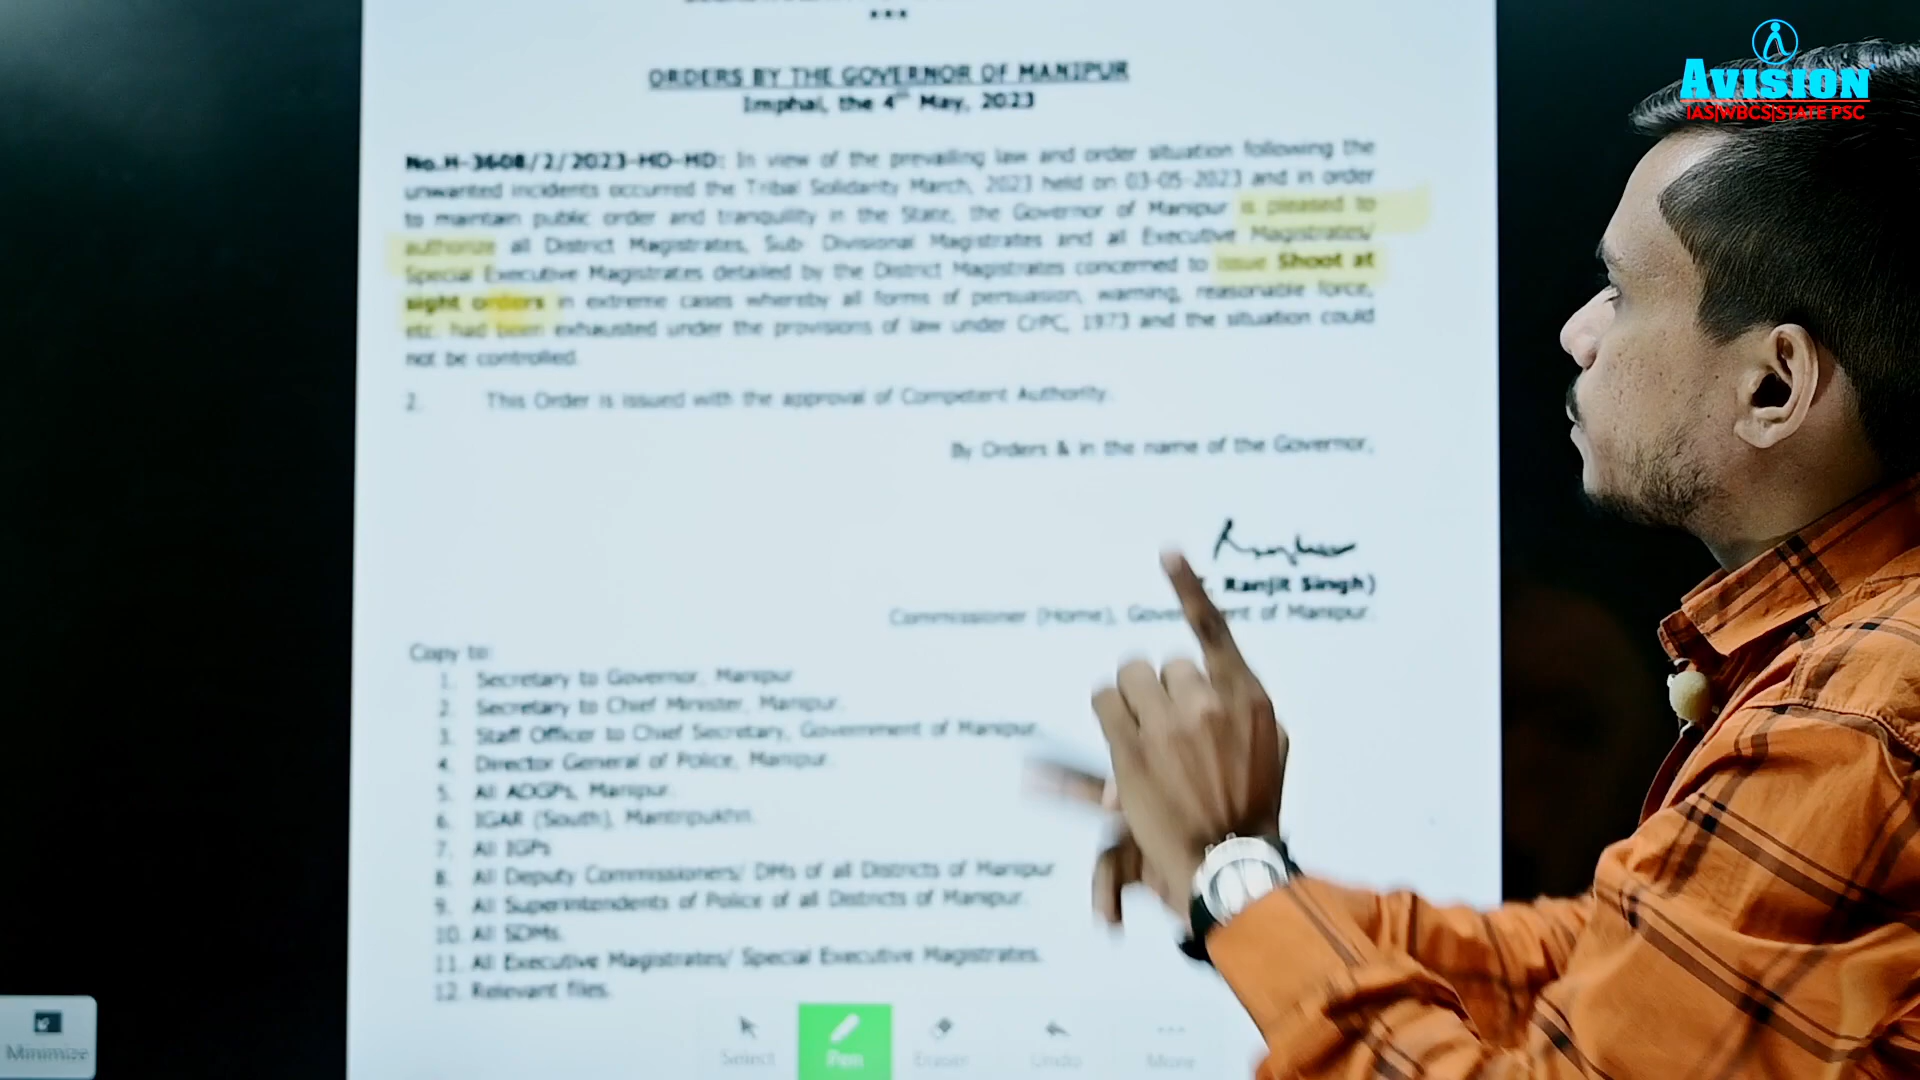 AVISION
IAS|WBCS|STATE PSC
***
ORDERS BY THE GOVERNOR OF MANIPUR
Imphal, the 4th May, 2023
No.H-3608/2/2023-HD-HD: In view of the prevailing law and order situation following the
unwanted incidents occurred the Tribal Solidarity March, 2023 held on 03-05-2023 and in order
to maintain public order and tranquility in the State, the Governor of Manipur is pleased to
authorize all District Magistrates, Sub Divisional Magistrates and all Executive Magistrates/
Special Executive Magistrates detailed by the District Magistrates concerned to issue Shoot at
sight orders in extreme cases whereby all forms of persuasion, warning, reasonable force,
etc. had been exhausted under the provisions of law under CrPC, 1973 and the situation could
not be controlled.
2. This Order is issued with the approval of Competent Authority.
By Orders & in the name of the Governor,
Ranjit Singh)
Commissioner (Home), Government of Manipur.
Copy to:
1. Secretary to Governor, Manipur
2. Secretary to Chief Minister, Manipur.
3. Staff Officer to Chief Secretary, Government of Manipur.
4. Director General of Police, Manipur.
5. All ADGPs, Manipur.
6. IGAR (South), Mantripukhri.
7. All IGPs
8. All Deputy Commissioners/ DMs of all Districts of Manipur
9. All Superintendents of Police of all Districts of Manipur.
10. All SDMs.
11. All Executive Magistrates/ Special Executive Magistrates.
12. Relevant files.
Minimize
Select
Pen
Eraser
Undo
More